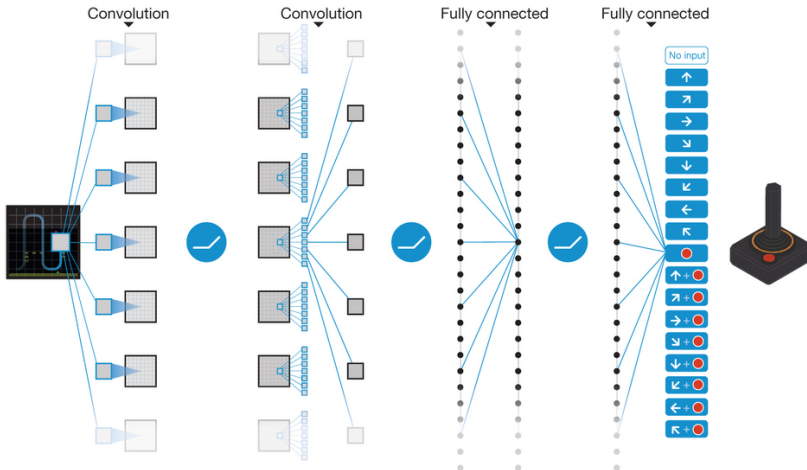 Convolution
Convolution
Fully connected
Fully connected
No input
+
+
+
+
+
+
+
+